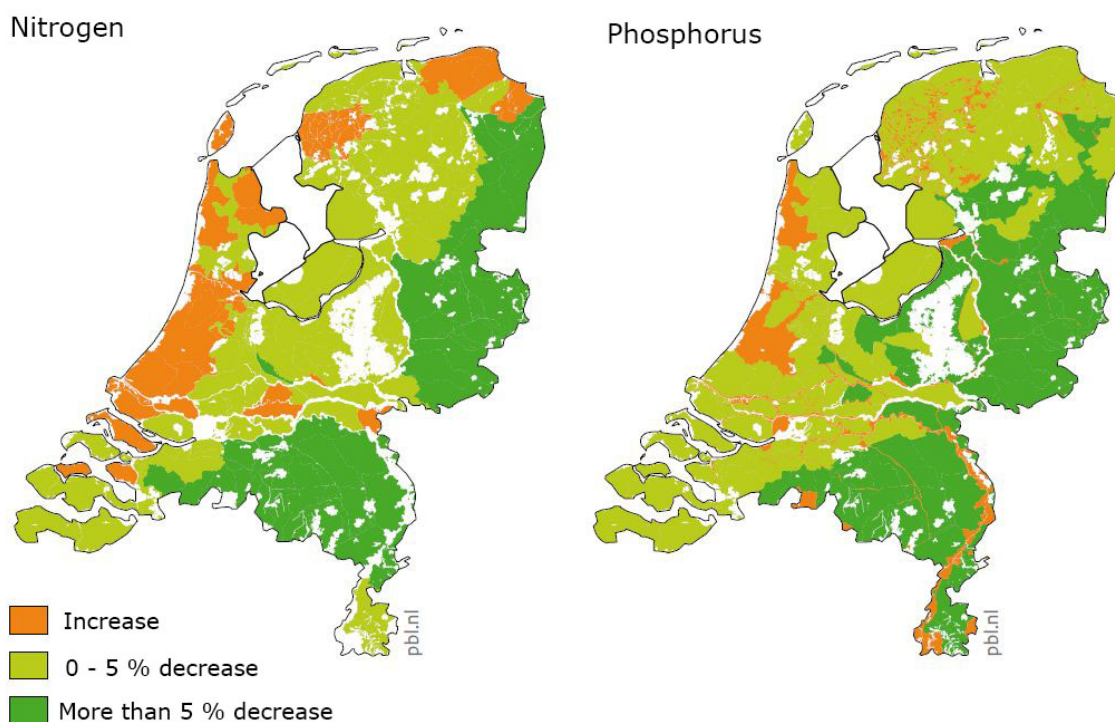 Nitrogen
Phosphorus
pbl.nl
pbl.nl
Increase
0 - 5 % decrease
More than 5 % decrease